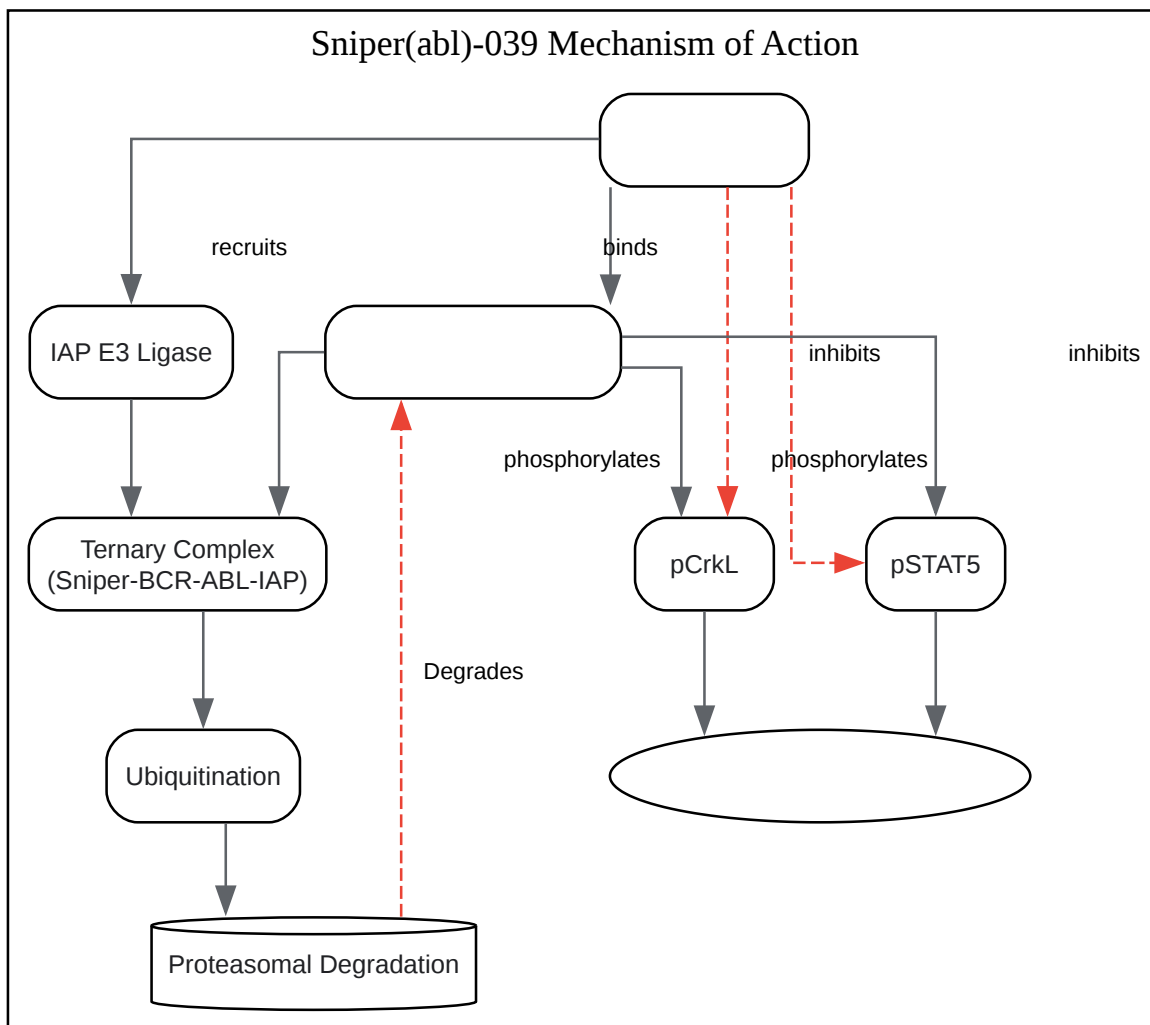 Sniper(abl)-039 Mechanism of Action
recruits
binds
IAP E3 Ligase
inhibits
inhibits
phosphorylates
phosphorylates
Ternary Complex
(Sniper-BCR-ABL-IAP)
pCrkL
pSTAT5
Degrades
Ubiquitination
Proteasomal Degradation